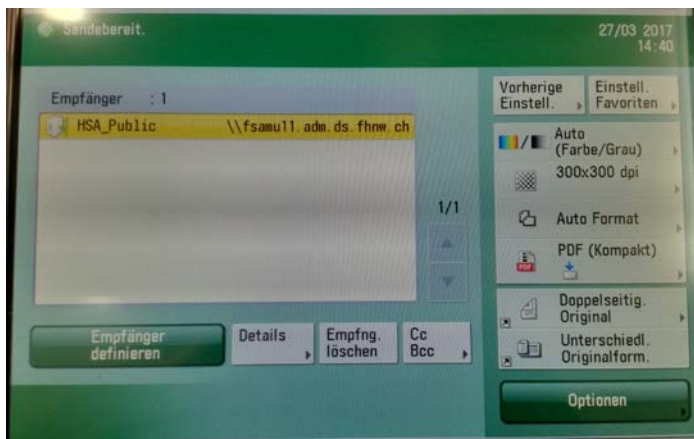 Sendebereit.
27/03 2017
14:40
Empfänger : 1
HSA_Public \\fsamu11.adm.ds.fhnw.ch
1/1
Empfänger
definieren
Details
Empfng.
löschen
Cc
Bcc
Vorherige
Einstell.
Einstell.
Favoriten
Auto
(Farbe/Grau)
300x300 dpi
Auto Format
PDF (Kompakt)
PDF
Doppelseitig.
Original
Unterschiedl.
Originalform.
Optionen